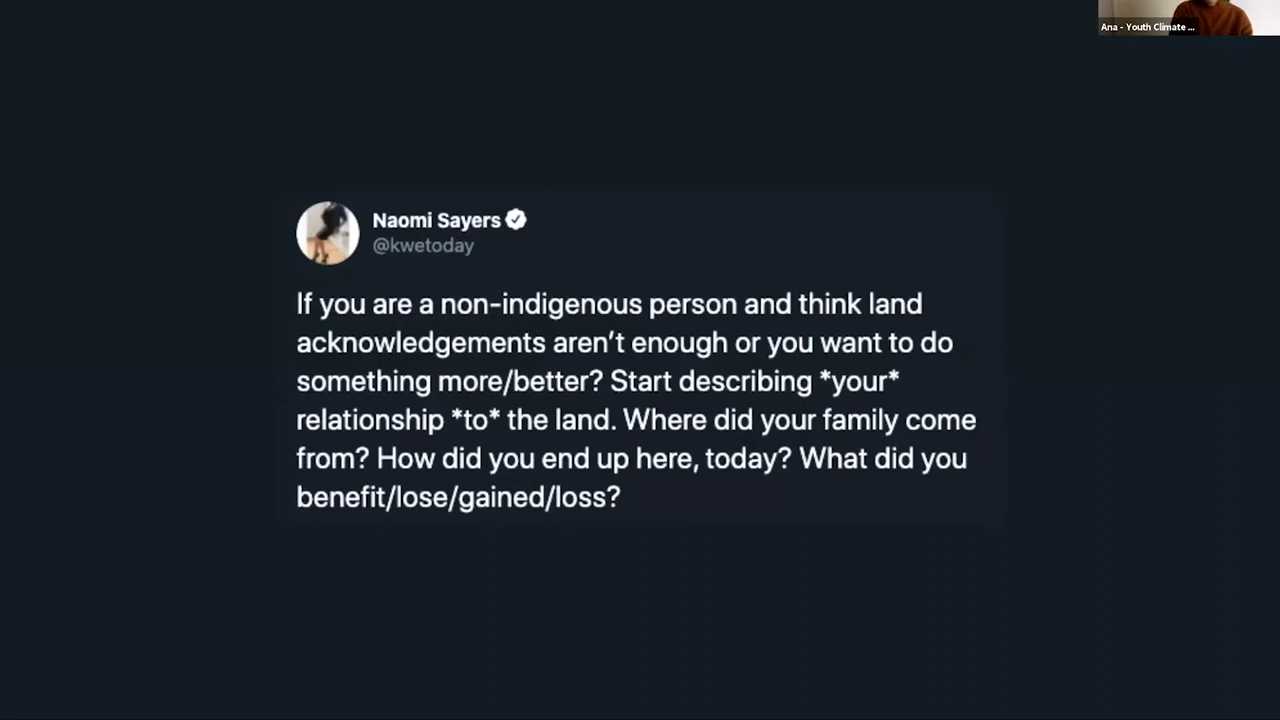 Ana - Youth Climate ...
Naomi Sayers
@kwetoday
If you are a non-indigenous person and think land
acknowledgements aren’t enough or you want to do
something more/better? Start describing *your*
relationship *to* the land. Where did your family come
from? How did you end up here, today? What did you
benefit/lose/gained/loss?